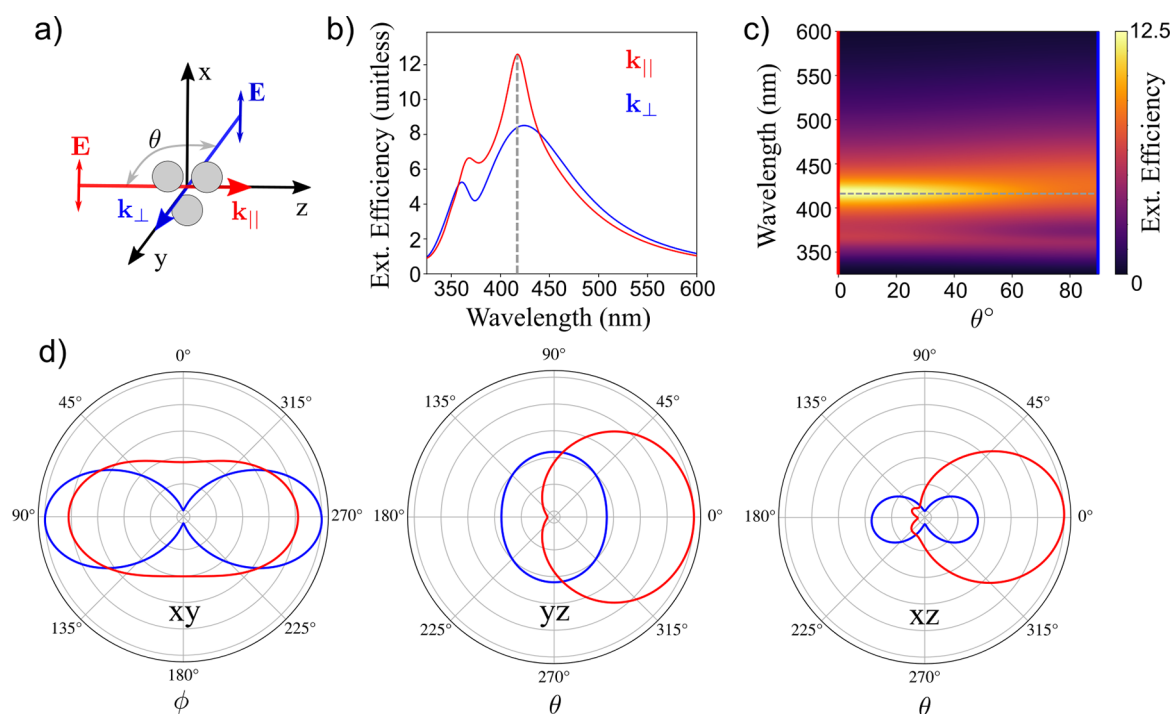 a)
x
E
θ
E
k⊥
k||
z
y
b)
Ext. Efficiency (unitless)
12
10
8
6
4
2
0
k||
k⊥
350 400 450 500 550 600
Wavelength (nm)
c)
Wavelength (nm)
600
550
500
450
400
350
0 20 40 60 80
θ°
12.5
0
Ext. Efficiency
d)
0°
45° 315°
90° 270°
xy
135° 225°
180°
ϕ
90°
135° 45°
180° 0°
yz
225° 315°
270°
θ
90°
135° 45°
180° 0°
xz
225° 315°
270°
θ